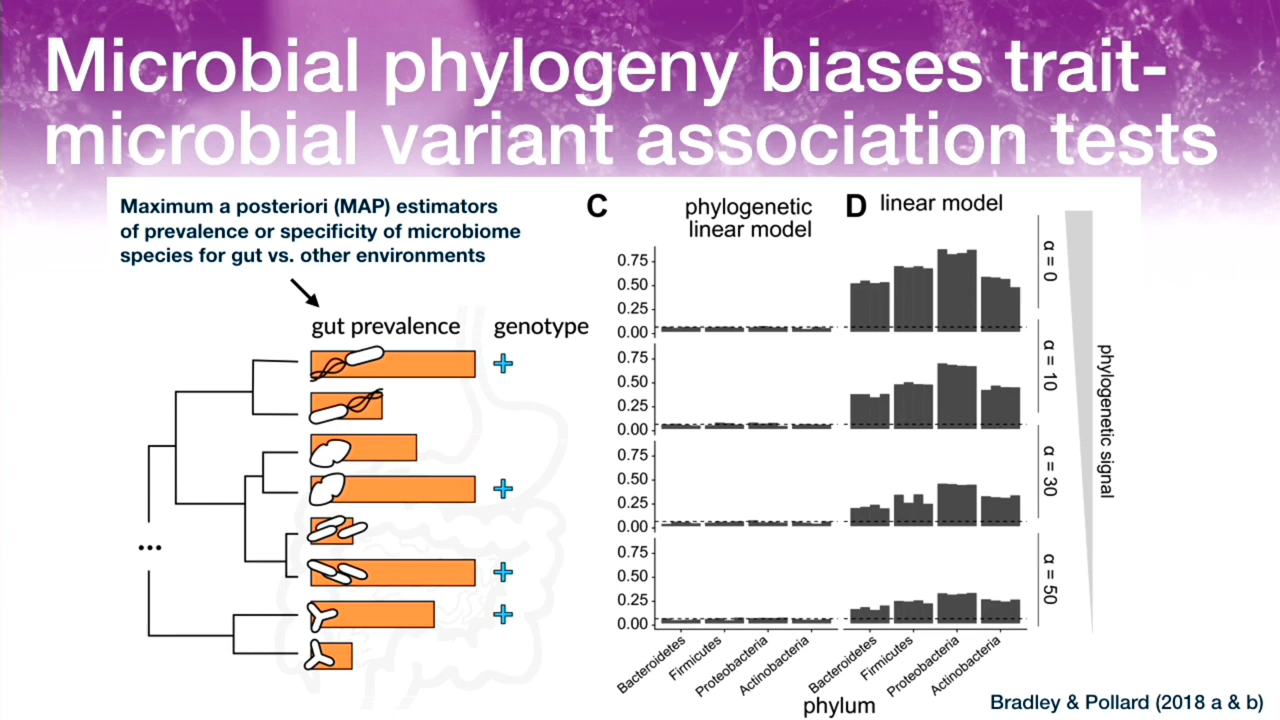 Microbial phylogeny biases trait-
microbial variant association tests
Maximum a posteriori (MAP) estimators
of prevalence or specificity of microbiome
species for gut vs. other environments
gut prevalence
genotype
+
+
+
+
...
C
phylogenetic
linear model
D
linear model
0.75
0.50
0.25
0.00
α = 0
0.75
0.50
0.25
0.00
α = 10
0.75
0.50
0.25
0.00
α = 30
0.75
0.50
0.25
0.00
α = 50
phylogenetic signal
Bacteroidetes
Firmicutes
Proteobacteria
Actinobacteria
Bacteroidetes
Firmicutes
Proteobacteria
Actinobacteria
phylum
Bradley & Pollard (2018 a & b)